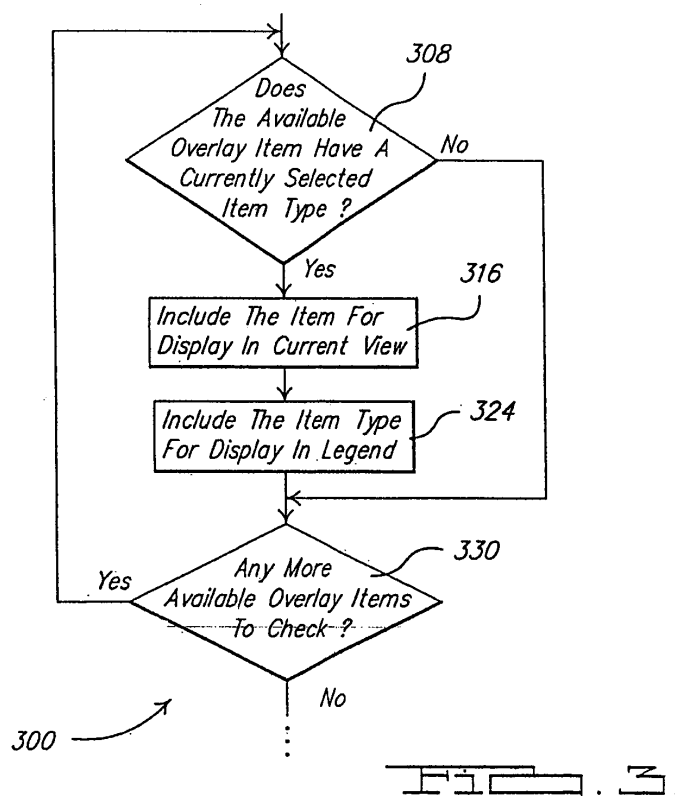 308
Does
The Available
Overlay Item Have A
Currently Selected
Item Type ?
No
Yes
316
Include The Item For
Display In Current View
324
Include The Item Type
For Display In Legend
330
Any More
Available Overlay Items
To Check ?
Yes
No
300
Fig. 3